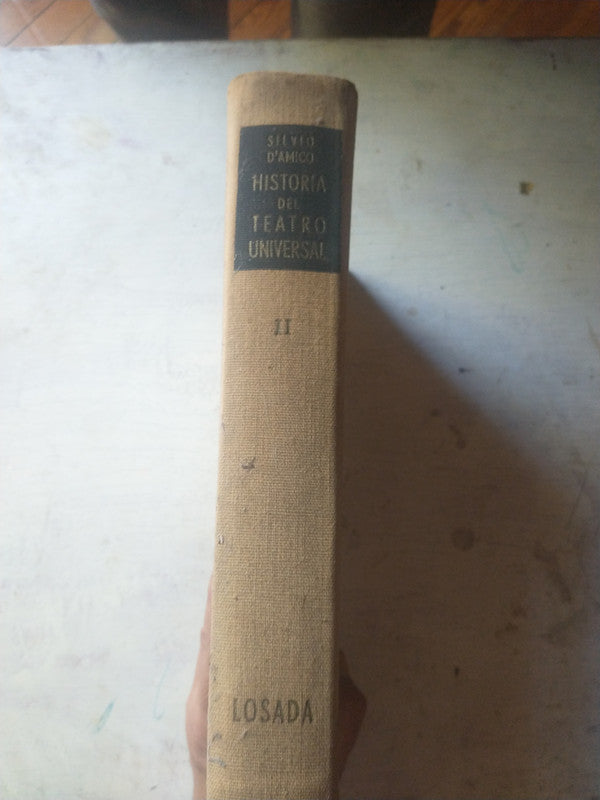 SILVIO
D'AMICO
HISTORIA
DEL
TEATRO
UNIVERSAL
II
LOSADA